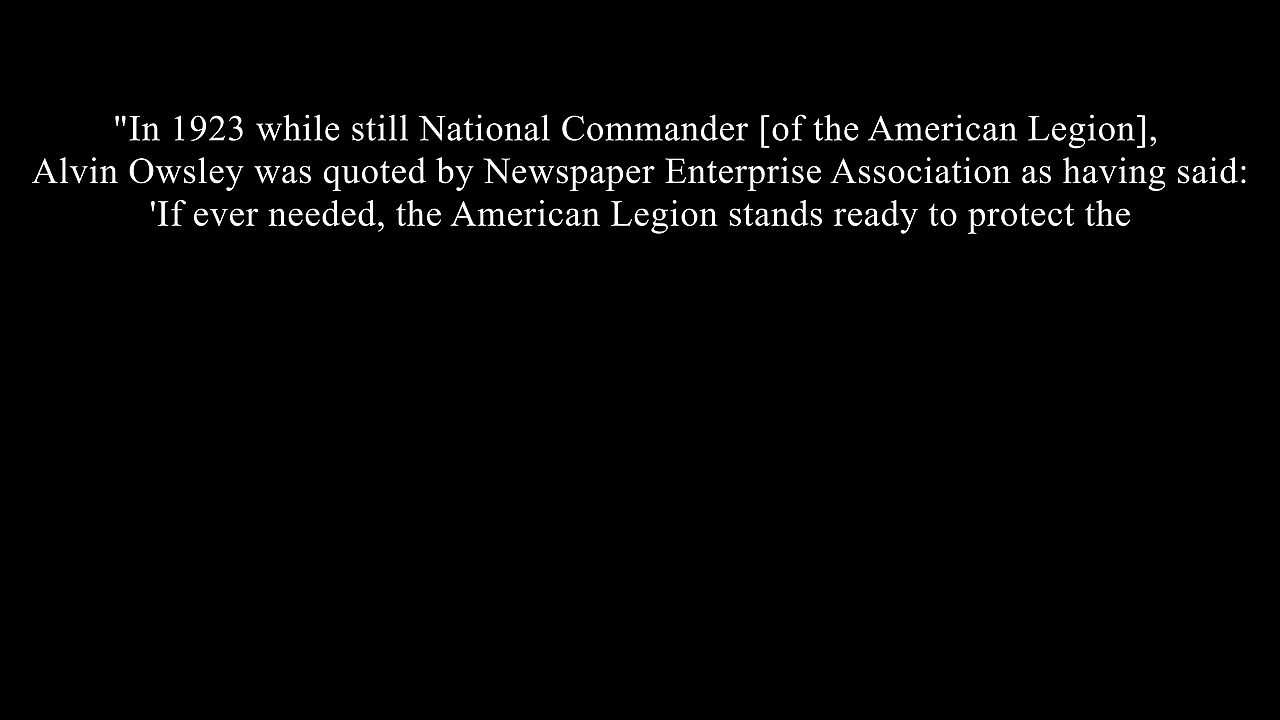 "In 1923 while still National Commander [of the American Legion],
Alvin Owsley was quoted by Newspaper Enterprise Association as having said:
'If ever needed, the American Legion stands ready to protect the